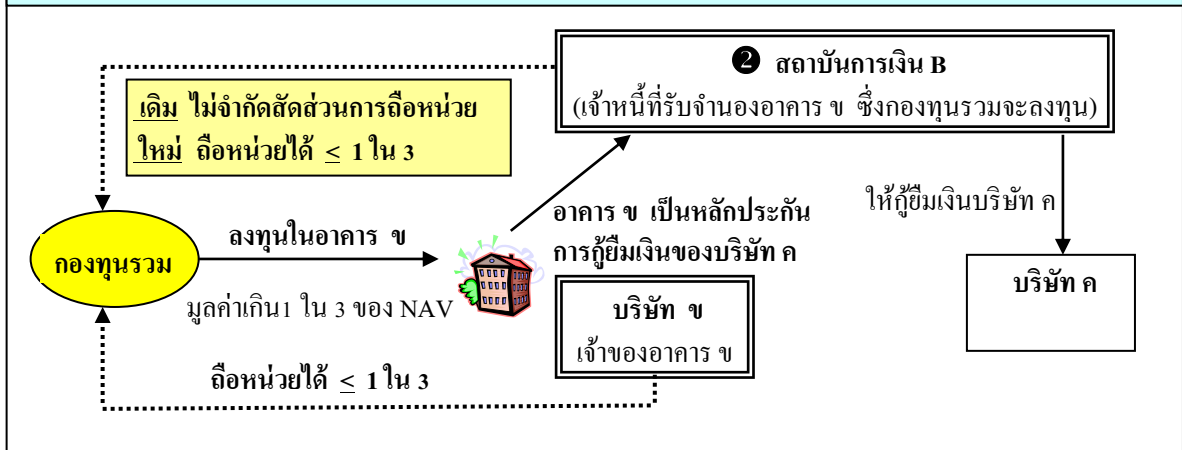 ❷ สถาบันการเงิน B
(เจ้าหนี้ที่รับจำนองอาคาร ข ซึ่งกองทุนรวมจะลงทุน)
เดิม ไม่จำกัดสัดส่วนการถือหน่วย
ใหม่ ถือหน่วยได้ < 1 ใน 3
ให้กู้ยืมเงินบริษัท ค
อาคาร ข เป็นหลักประกัน
การกู้ยืมเงินของบริษัท ค
ลงทุนในอาคาร ข
กองทุนรวม
มูลค่าเกิน1 ใน 3 ของ NAV
บริษัท ข
เจ้าของอาคาร ข
บริษัท ค
ถือหน่วยได้ < 1 ใน 3